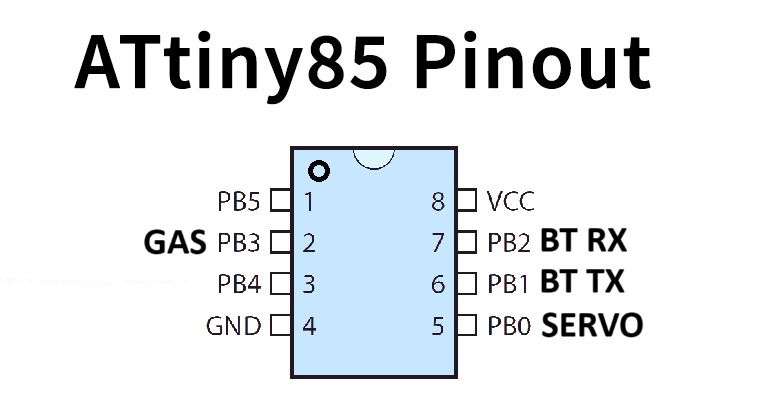 ATtiny85 Pinout
PB5 1 8 VCC
GAS PB3 2 7 PB2 BT RX
PB4 3 6 PB1 BT TX
GND 4 5 PB0 SERVO